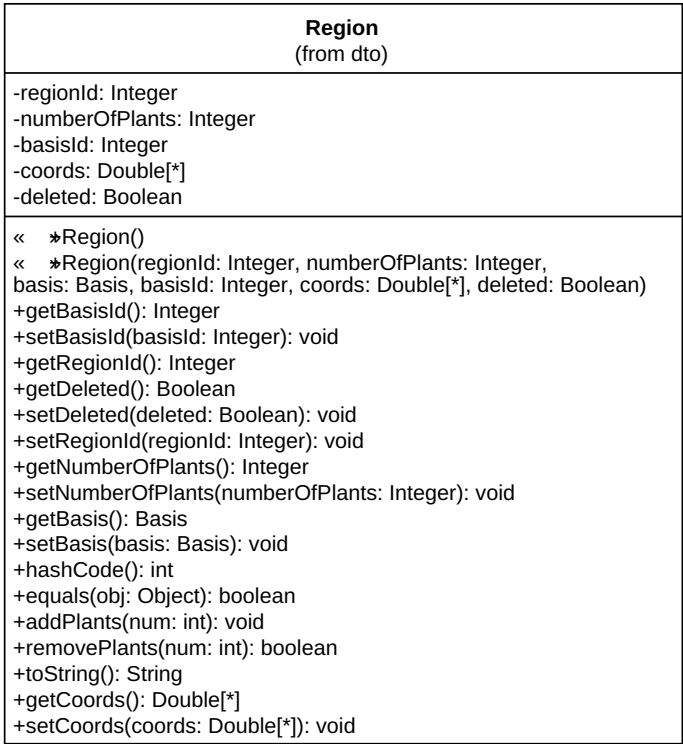 Region
(from dto)
-regionId: Integer
-numberOfPlants: Integer
-basisId: Integer
-coords: Double[*]
-deleted: Boolean
« »+Region()
« »+Region(regionId: Integer, numberOfPlants: Integer,
basis: Basis, basisId: Integer, coords: Double[*], deleted: Boolean)
+getBasisId(): Integer
+setBasisId(basisId: Integer): void
+getRegionId(): Integer
+getDeleted(): Boolean
+setDeleted(deleted: Boolean): void
+setRegionId(regionId: Integer): void
+getNumberOfPlants(): Integer
+setNumberOfPlants(numberOfPlants: Integer): void
+getBasis(): Basis
+setBasis(basis: Basis): void
+hashCode(): int
+equals(obj: Object): boolean
+addPlants(num: int): void
+removePlants(num: int): boolean
+toString(): String
+getCoords(): Double[*]
+setCoords(coords: Double[*]): void